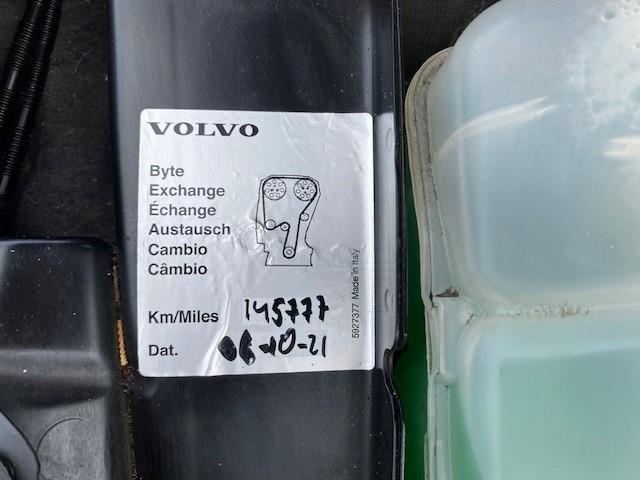 VOLVO
Byte
Exchange
Échange
Austausch
Cambio
Câmbio
Km/Miles 145777
Dat. 06-10-21
5927377 Made in Italy